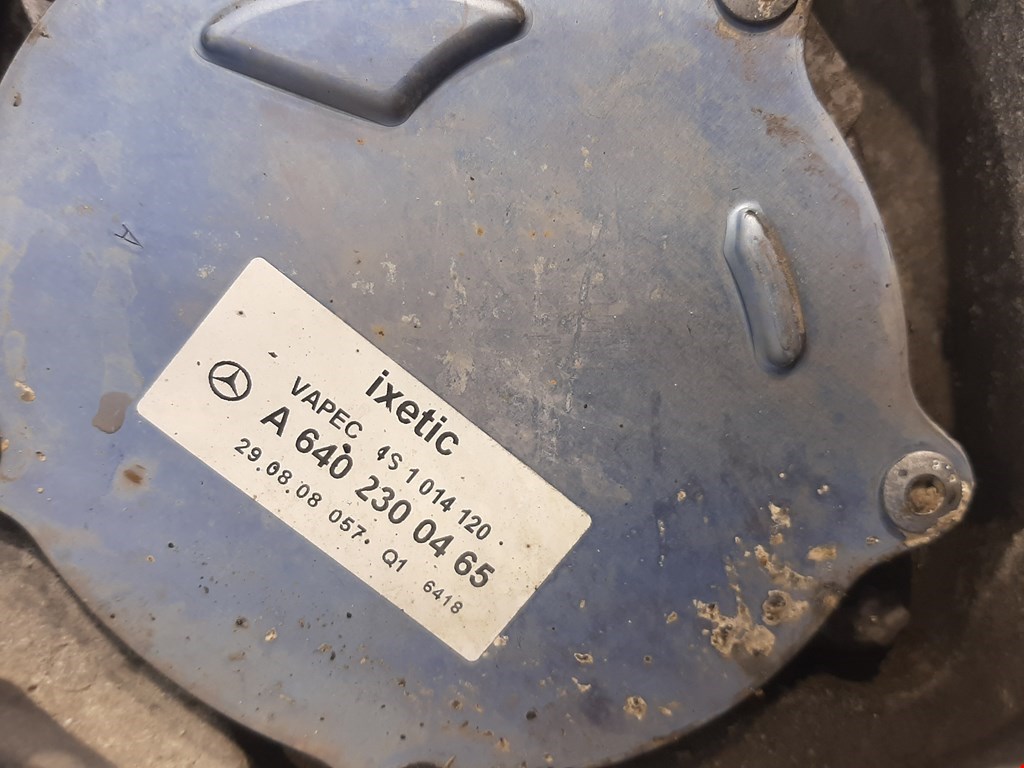 ixetic
VAPEC 4S 1 014 120
A 640 230 04 65
29.08.08 057 Q1 6418
A